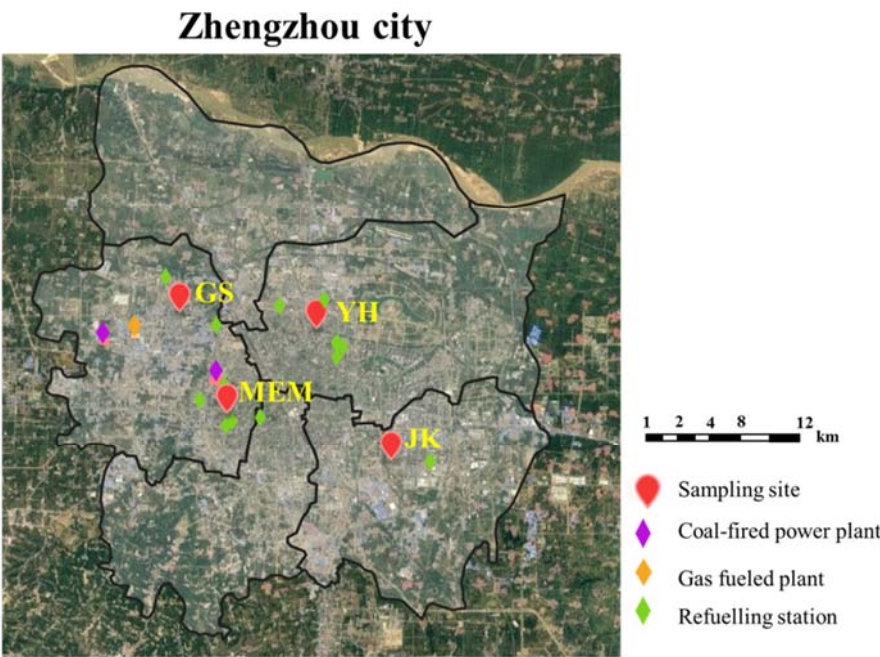 Zhengzhou city
GS
YH
MEM
JK
1 2 4 8 12
km
Sampling site
Coal-fired power plant
Gas fueled plant
Refuelling station